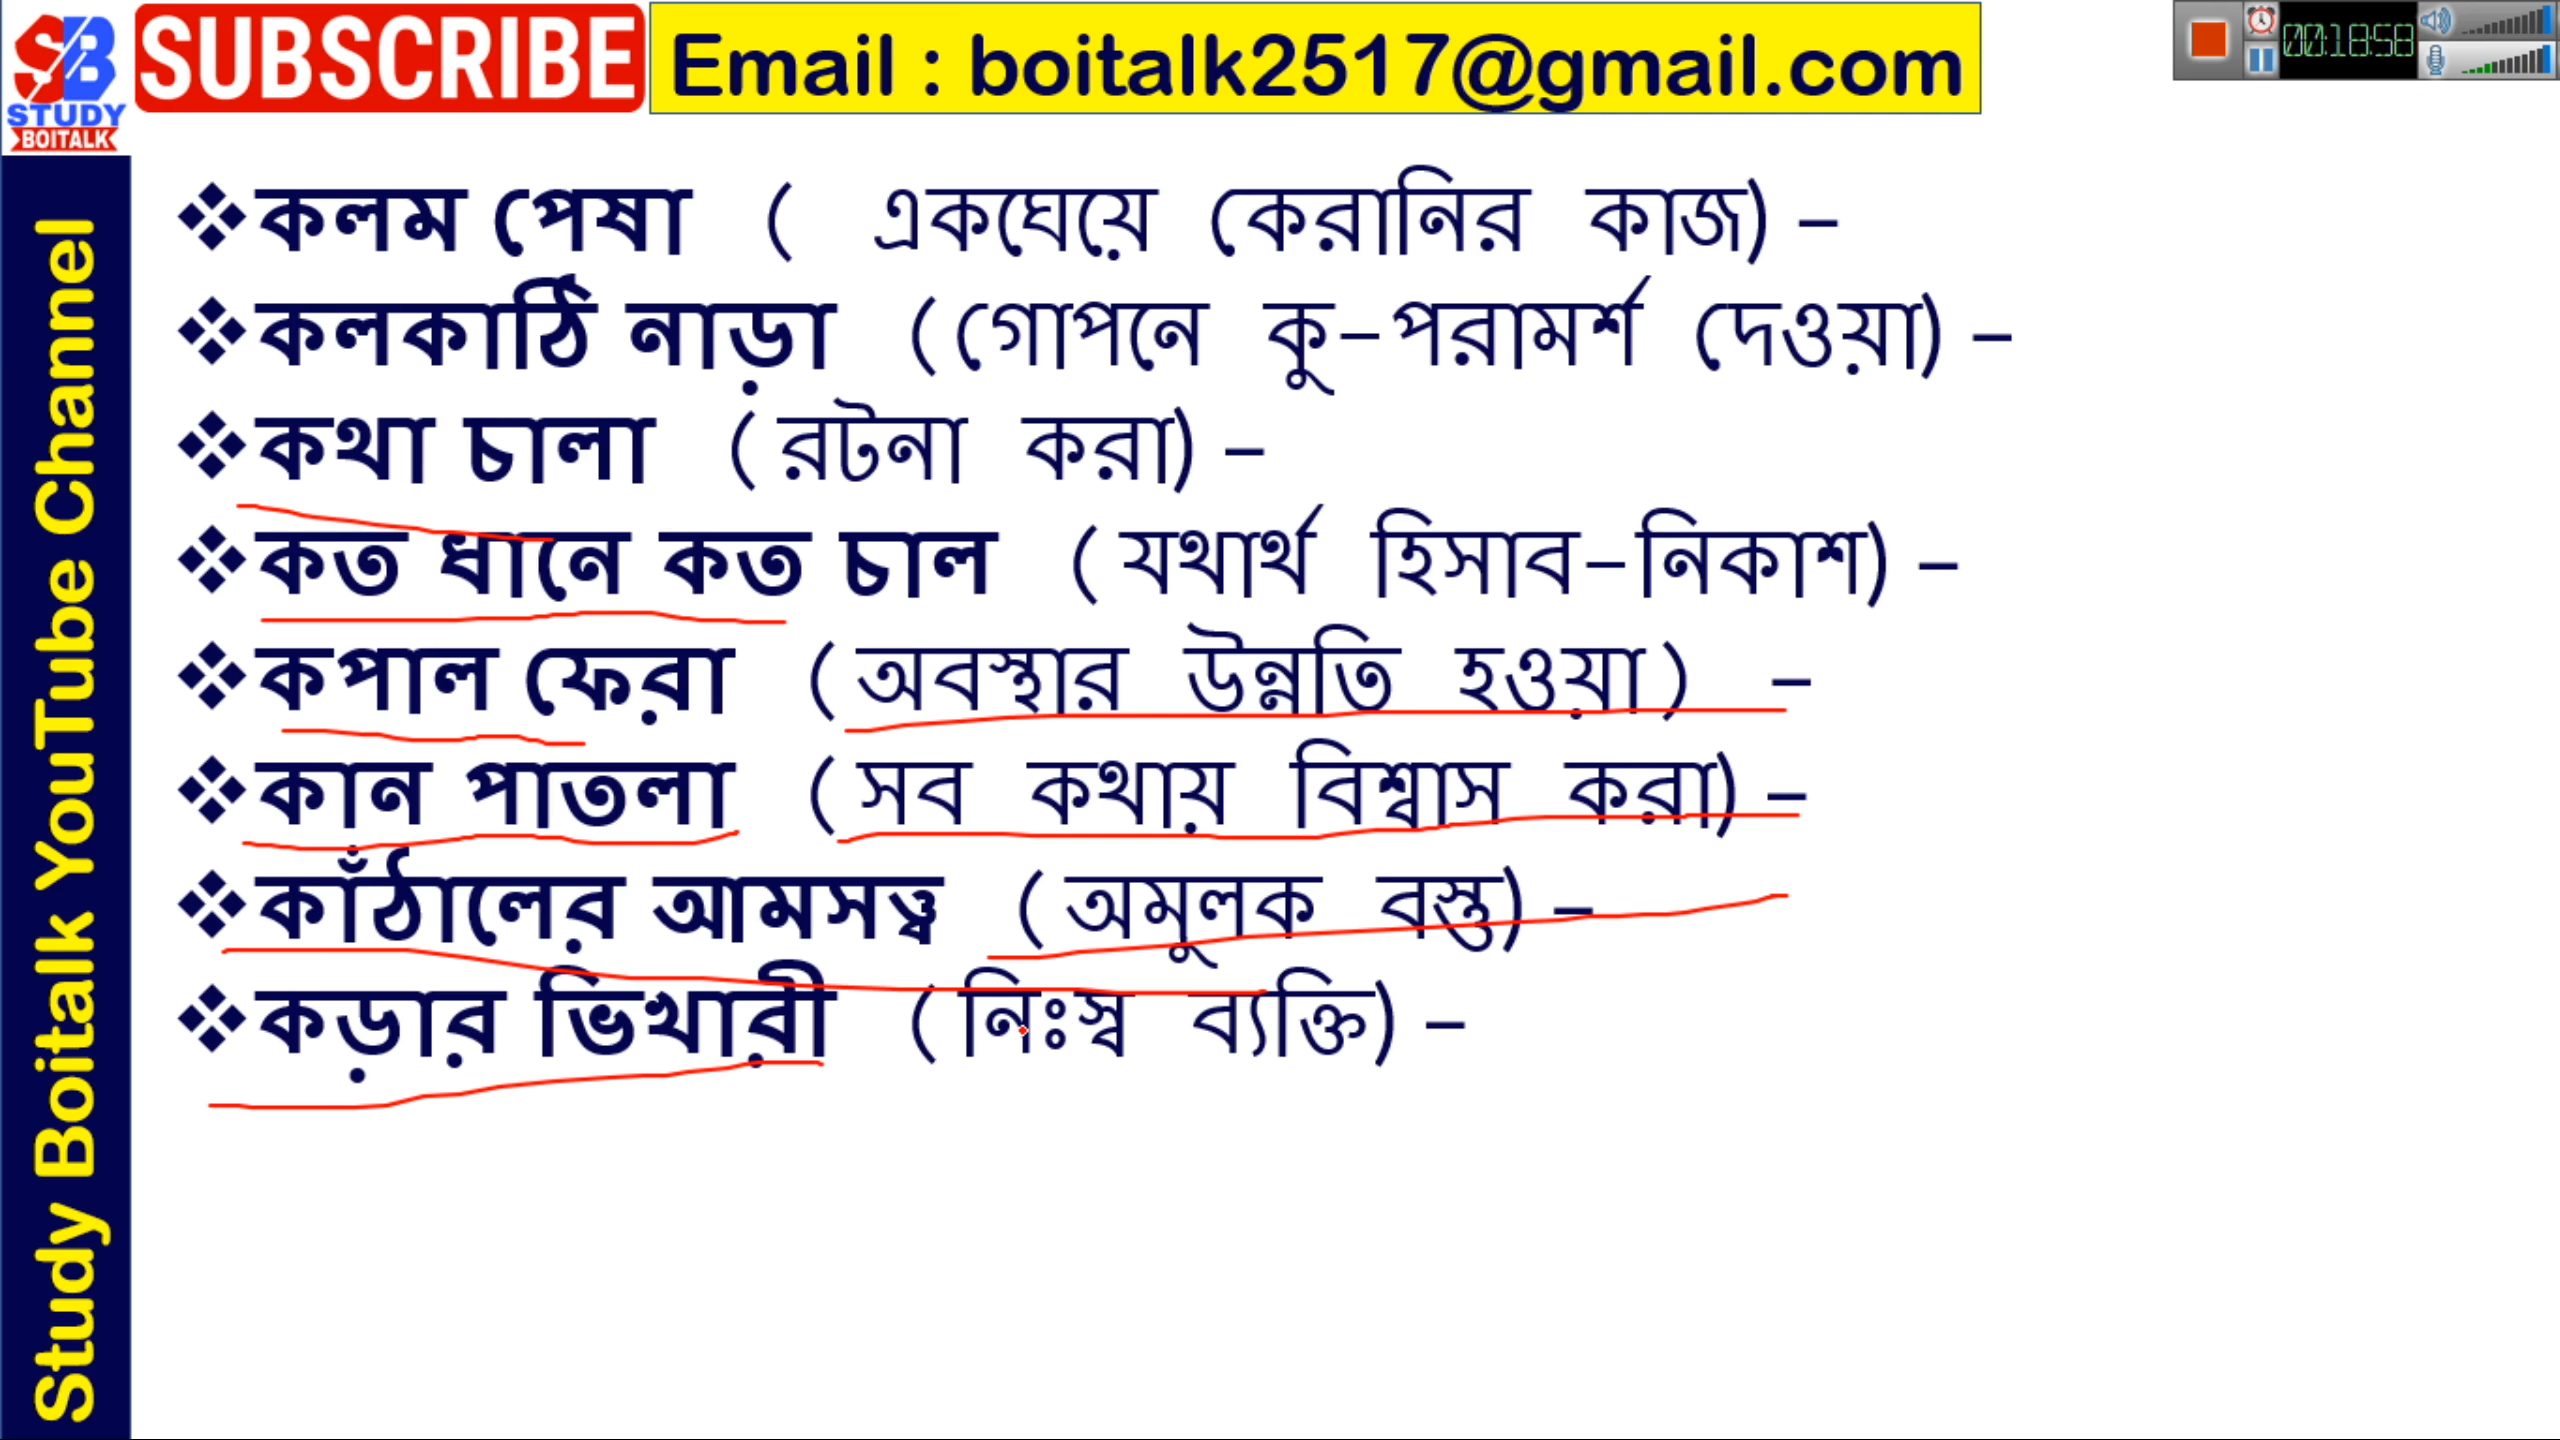 SB
STUDY
BOITALK
SUBSCRIBE
Email : boitalk2517@gmail.com
00:18:58
Study Boitalk YouTube Channel
❖কলম পেষা ( একঘেয়ে কেরানির কাজ) –
❖কলকাঠি নাড়া (গোপনে কু-পরামর্শ দেওয়া) –
❖কথা চালা (রটনা করা) –
❖কত ধানে কত চাল (যথার্থ হিসাব-নিকাশ) –
❖কপাল ফেরা (অবস্থার উন্নতি হওয়া) –
❖কান পাতলা (সব কথায় বিশ্বাস করা) –
❖কাঁঠালের আমসত্ত্ব (অমুলক বস্তু) –
❖কড়ার ভিখারী (নিঃস্ব ব্যক্তি) –